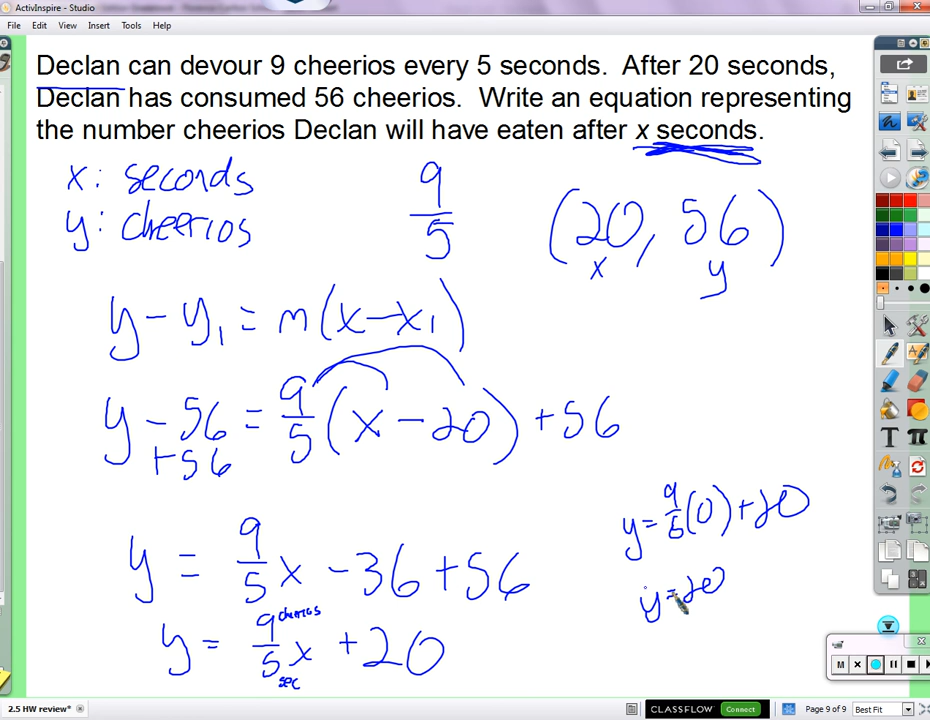 ActivInspire - Studio
File Edit View Insert Tools Help
Declan can devour 9 cheerios every 5 seconds. After 20 seconds,
Declan has consumed 56 cheerios. Write an equation representing
the number cheerios Declan will have eaten after x seconds.
x: seconds
y: cheerios
9/5
(20, 56)
x y
y - y₁ = m(x - x₁)
y - 56 = 9/5 (x - 20) + 56
+56
y = 9/5 x - 36 + 56
y = 9/5 (0) + 20
y = 20
y = 9 cheerios/5 sec x + 20
2.5 HW review*
CLASSFLOW Connect
Page 9 of 9
Best Fit